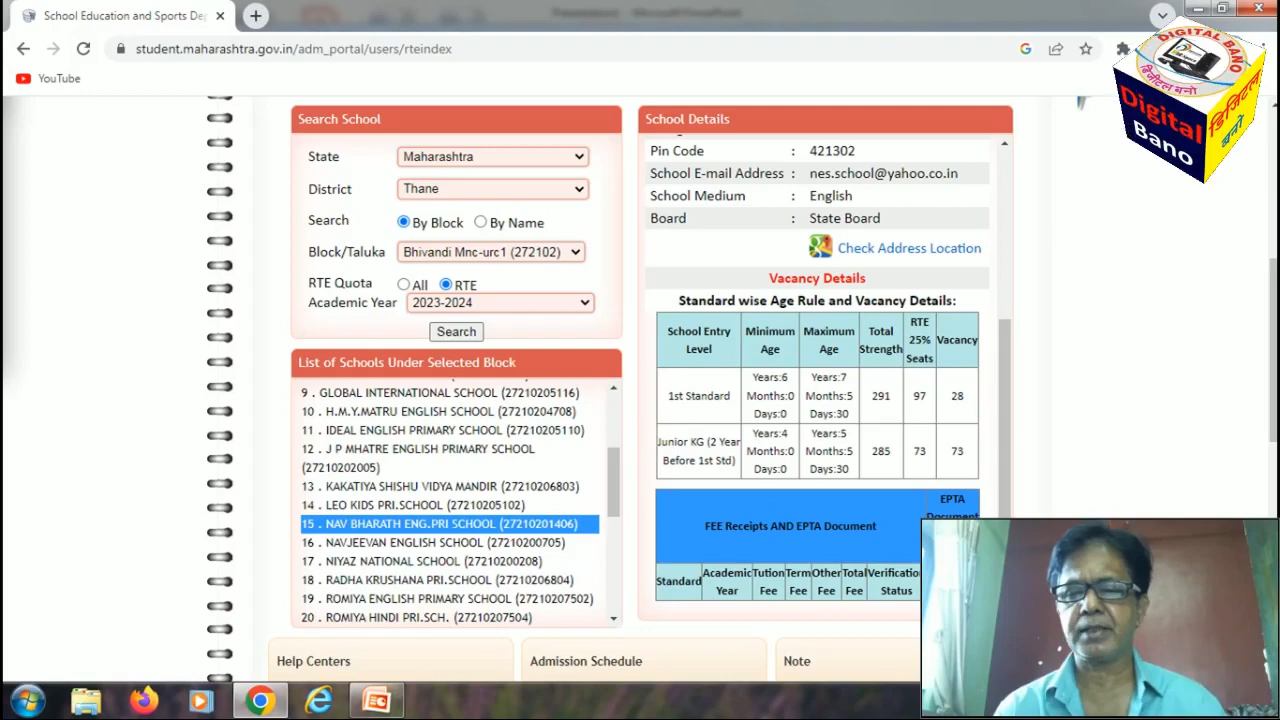 School Education and Sports De
student.maharashtra.gov.in/adm_portal/users/rteindex
YouTube
DIGITAL BANO
डिजिटल बनो
Digital
Bano
डिजिटल
बनो
Search School
State
Maharashtra
District
Thane
Search
By Block
By Name
Block/Taluka
Bhivandi Mnc-urc1 (272102)
RTE Quota
All
RTE
Academic Year
2023-2024
Search
List of Schools Under Selected Block
9 . GLOBAL INTERNATIONAL SCHOOL (27210205116)
10 . H.M.Y.MATRU ENGLISH SCHOOL (27210204708)
11 . IDEAL ENGLISH PRIMARY SCHOOL (27210205110)
12 . J P MHATRE ENGLISH PRIMARY SCHOOL
(27210202005)
13 . KAKATIYA SHISHU VIDYA MANDIR (27210206803)
14 . LEO KIDS PRI.SCHOOL (27210205102)
15 . NAV BHARATH ENG.PRI SCHOOL (27210201406)
16 . NAVJEEVAN ENGLISH SCHOOL (27210200705)
17 . NIYAZ NATIONAL SCHOOL (27210200208)
18 . RADHA KRUSHANA PRI.SCHOOL (27210206804)
19 . ROMIYA ENGLISH PRIMARY SCHOOL (27210207502)
20 . ROMIYA HINDI PRI.SCH. (27210207504)
School Details
Pin Code : 421302
School E-mail Address : nes.school@yahoo.co.in
School Medium : English
Board : State Board
Check Address Location
Vacancy Details
Standard wise Age Rule and Vacancy Details:
School Entry Level Minimum Age Maximum Age Total Strength RTE 25% Seats Vacancy
1st Standard Years:6 Months:0 Days:0 Years:7 Months:5 Days:30 291 97 28
Junior KG (2 Year Before 1st Std) Years:4 Months:0 Days:0 Years:5 Months:5 Days:30 285 73 73
FEE Receipts AND EPTA Document
EPTA
Document
Standard Academic Year Tution Fee Term Fee Other Fee Total Fee Verification Status
Help Centers
Admission Schedule
Note